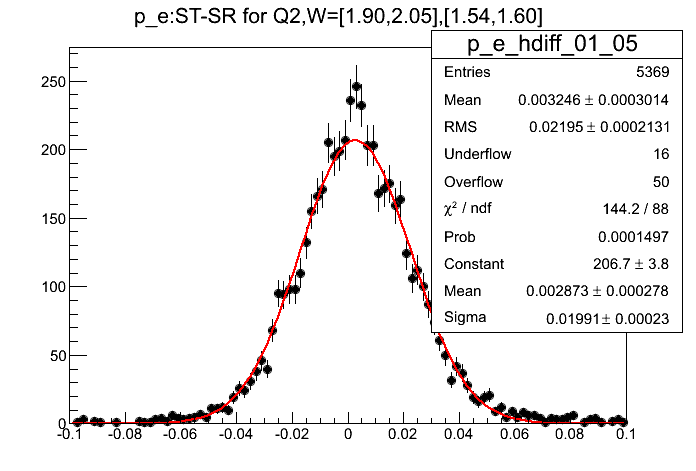 p_e:ST-SR for Q2,W=[1.90,2.05],[1.54,1.60]
p_e_hdiff_01_05
Entries 5369
Mean 0.003246 ± 0.0003014
RMS 0.02195 ± 0.0002131
Underflow 16
Overflow 50
χ² / ndf 144.2 / 88
Prob 0.0001497
Constant 206.7 ± 3.8
Mean 0.002873 ± 0.000278
Sigma 0.01991 ± 0.00023
250
200
150
100
50
0
-0.1 -0.08 -0.06 -0.04 -0.02 0 0.02 0.04 0.06 0.08 0.1